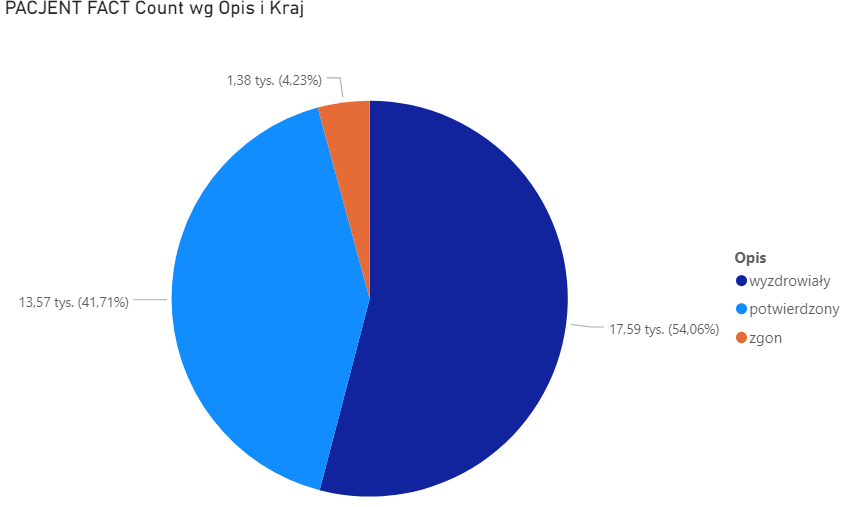 PACJENT FACT Count wg Opis i Kraj
1,38 tys. (4,23%)
13,57 tys. (41,71%)
17,59 tys. (54,06%)
Opis
wyzdrowiały
potwierdzony
zgon